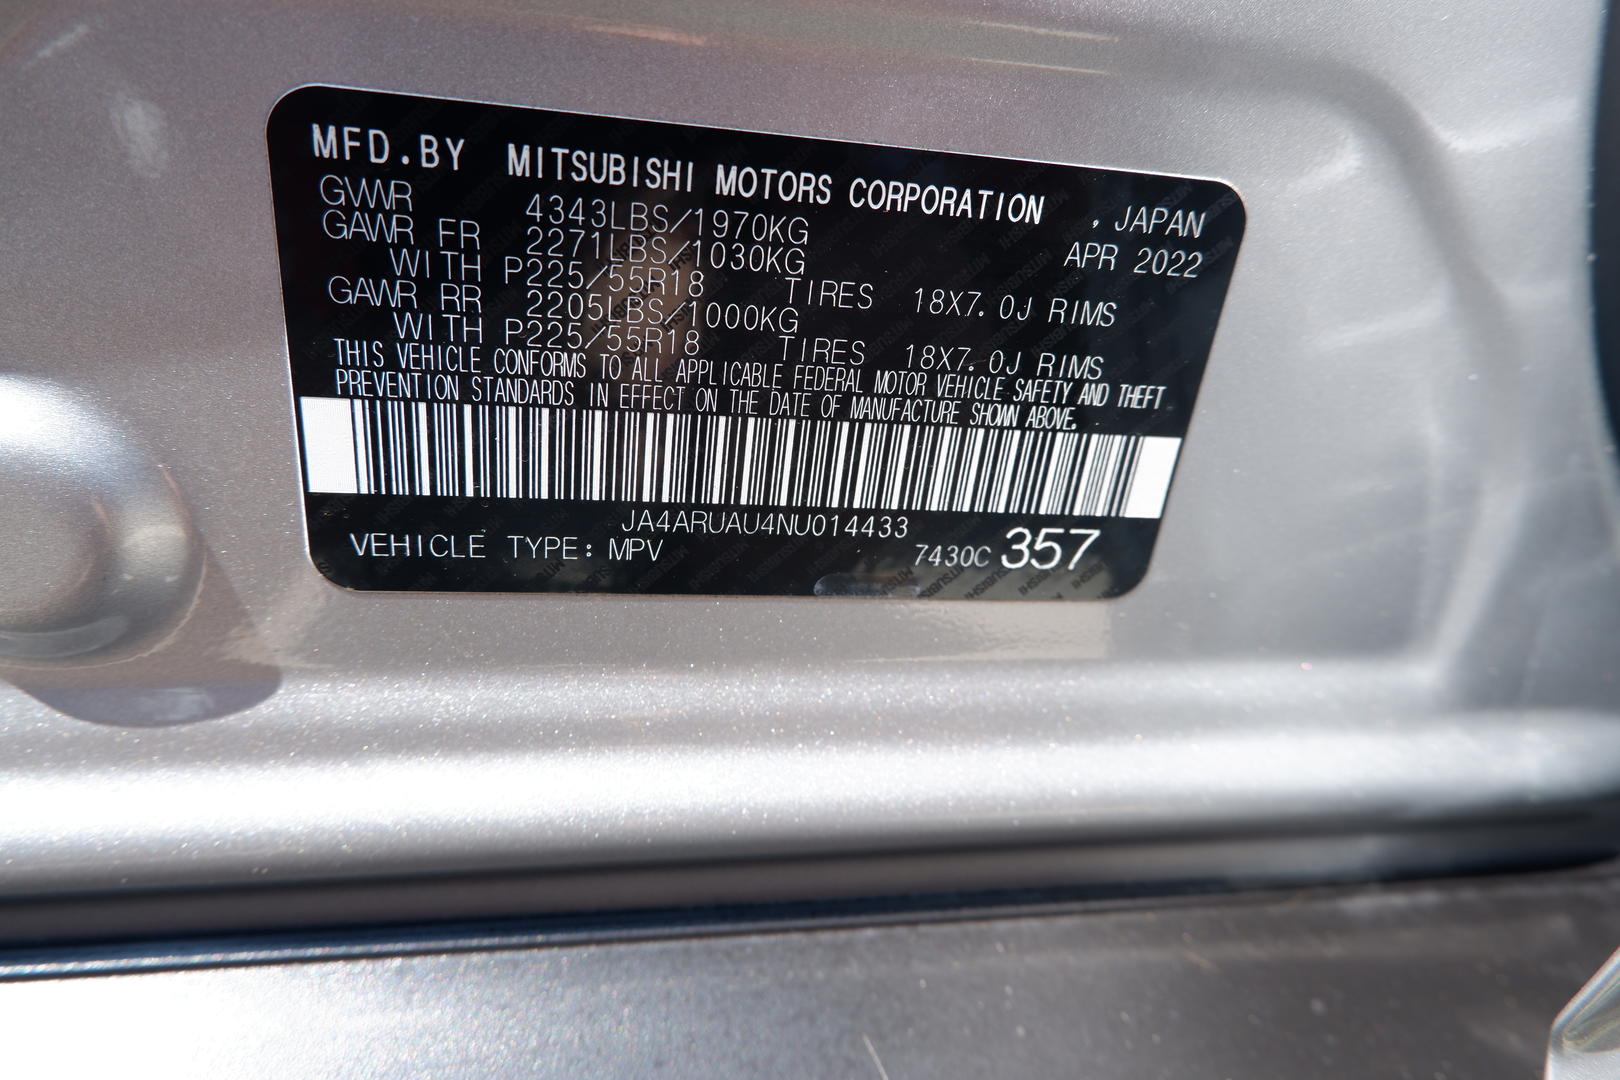 MFD.BY MITSUBISHI MOTORS CORPORATION , JAPAN
GVWR 4343LBS/1970KG APR 2022
GAWR FR 2271LBS/1030KG
WITH P225/55R18 TIRES 18X7.0J RIMS
GAWR RR 2205LBS/1000KG
WITH P225/55R18 TIRES 18X7.0J RIMS
THIS VEHICLE CONFORMS TO ALL APPLICABLE FEDERAL MOTOR VEHICLE SAFETY AND THEFT
PREVENTION STANDARDS IN EFFECT ON THE DATE OF MANUFACTURE SHOWN ABOVE.
JA4ARUAU4NU014433
VEHICLE TYPE: MPV 7430C 357